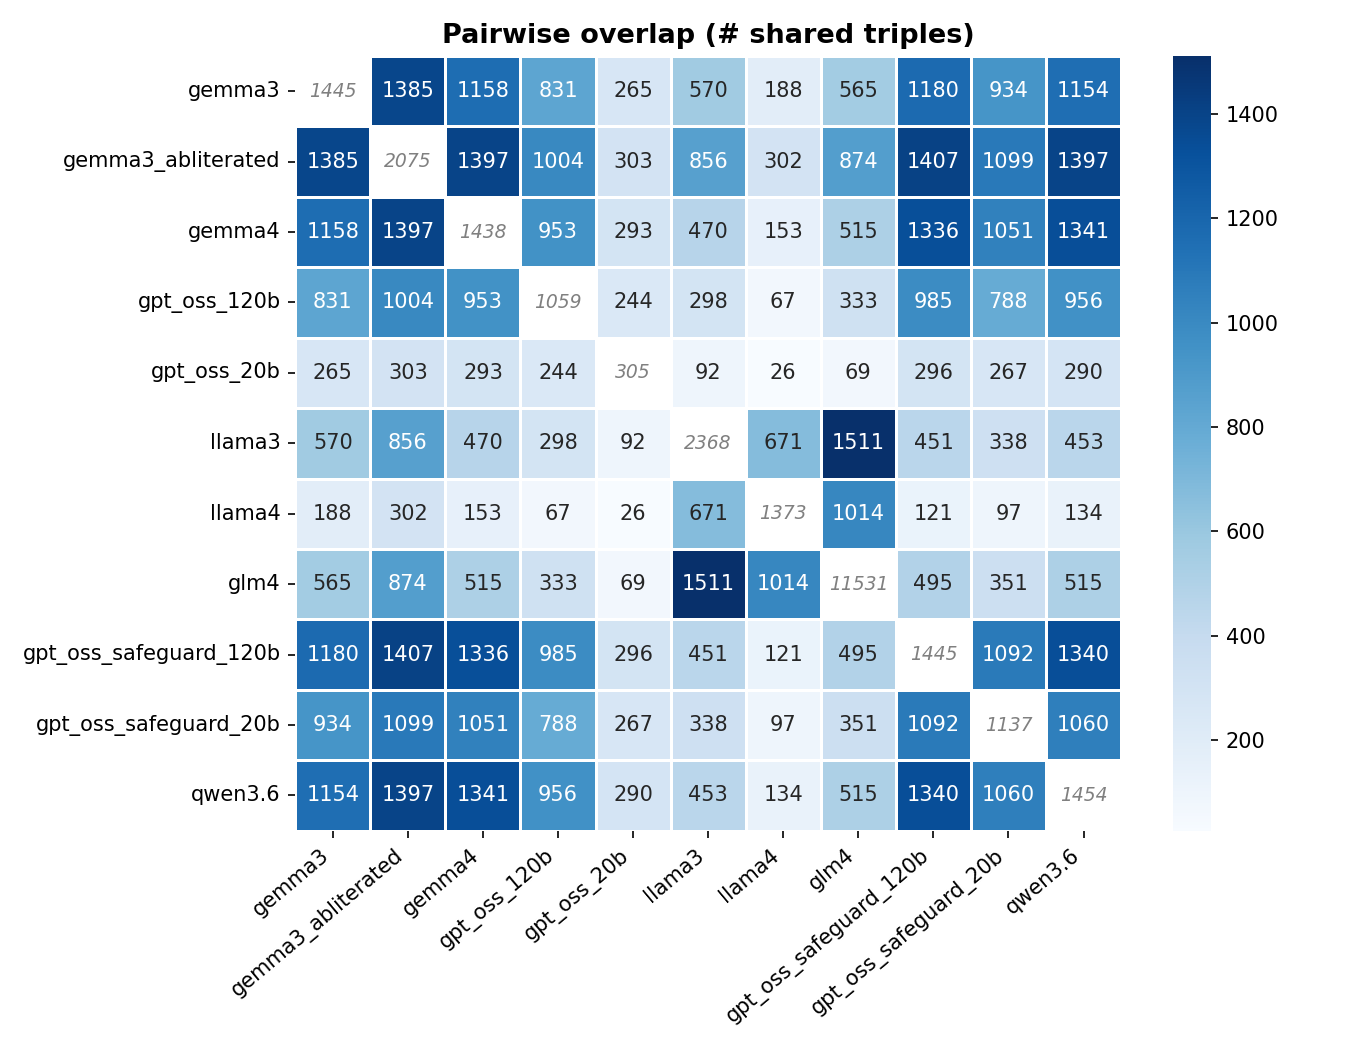 Pairwise overlap (# shared triples)
gemma3 1445 1385 1158 831 265 570 188 565 1180 934 1154
gemma3_abliterated 1385 2075 1397 1004 303 856 302 874 1407 1099 1397
gemma4 1158 1397 1438 953 293 470 153 515 1336 1051 1341
gpt_oss_120b 831 1004 953 1059 244 298 67 333 985 788 956
gpt_oss_20b 265 303 293 244 305 92 26 69 296 267 290
llama3 570 856 470 298 92 2368 671 1511 451 338 453
llama4 188 302 153 67 26 671 1373 1014 121 97 134
glm4 565 874 515 333 69 1511 1014 11531 495 351 515
gpt_oss_safeguard_120b 1180 1407 1336 985 296 451 121 495 1445 1092 1340
gpt_oss_safeguard_20b 934 1099 1051 788 267 338 97 351 1092 1137 1060
qwen3.6 1154 1397 1341 956 290 453 134 515 1340 1060 1454
gemma3
gemma3_abliterated
gemma4
gpt_oss_120b
gpt_oss_20b
llama3
llama4
glm4
gpt_oss_safeguard_120b
gpt_oss_safeguard_20b
qwen3.6
1400
1200
1000
800
600
400
200